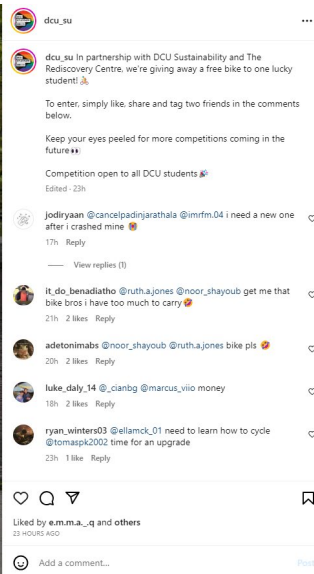 dcu_su
dcu_su In partnership with DCU Sustainability and The
Rediscovery Centre, we're giving away a free bike to one lucky
student! 🚴
To enter, simply like, share and tag two friends in the comments
below.
Keep your eyes peeled for more competitions coming in the
future 👀
Competition open to all DCU students 🎉
Edited · 23h
jodiryaan @cancelpadinjarathala @imrfm.04 i need a new one
after i crashed mine
17h Reply
View replies (1)
it_do_benadiatho @ruth.a.jones @noor_shayoub get me that
bike bros i have too much to carry🤣
21h 2 likes Reply
adetonimabs @noor_shayoub @ruth.a.jones bike pls
20h 2 likes Reply
luke_daly_14 @_cianbg @marcus_viio money
18h 2 likes Reply
ryan_winters03 @ellamck_01 need to learn how to cycle
@tomaspk2002 time for an upgrade
23h 1 like Reply
Liked by e.m.m.a._.q and others
23 HOURS AGO
Add a comment...
Post